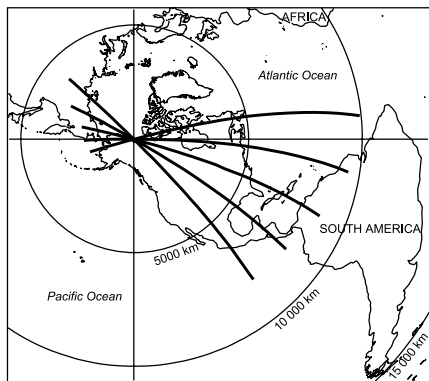 AFRICA
Atlantic Ocean
SOUTH AMERICA
5000 km
Pacific Ocean
10 000 km
15 000 km